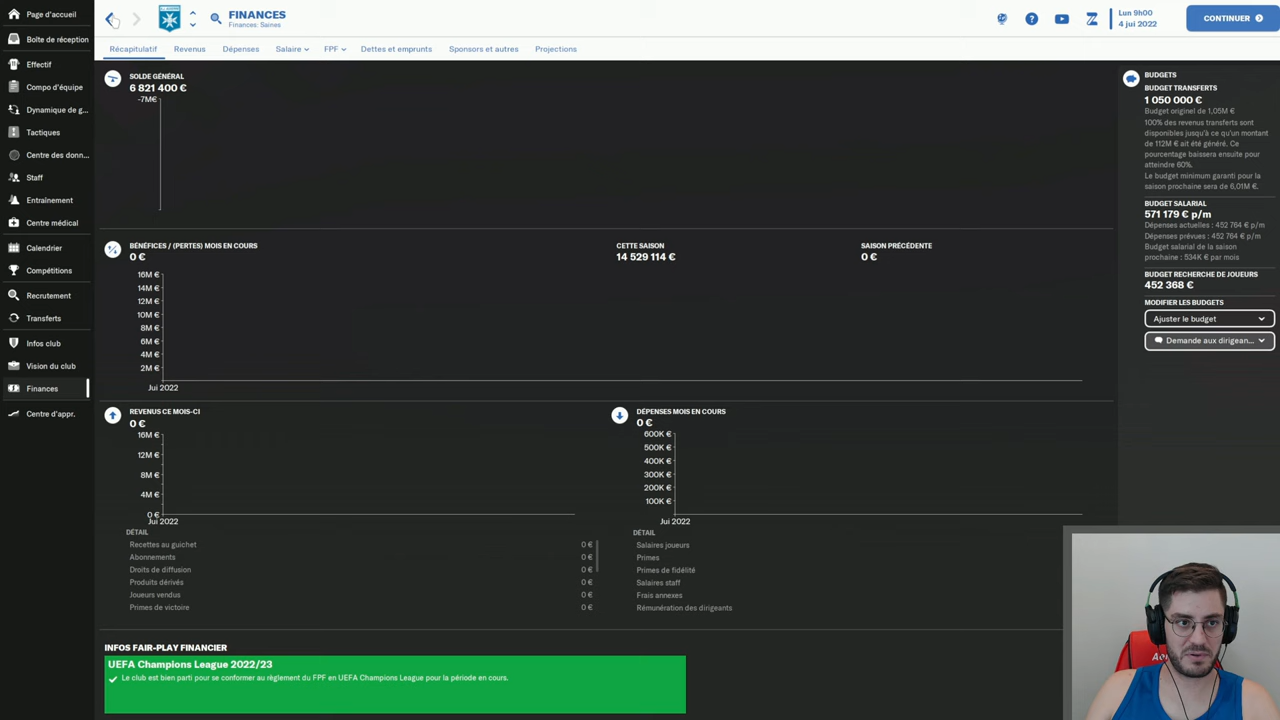 Page d'accueil
Boîte de réception
Effectif
Compo d'équipe
Dynamique de g...
Tactiques
Centre des donn...
Staff
Entraînement
Centre médical
Calendrier
Compétitions
Recrutement
Transferts
Infos club
Vision du club
Finances
Centre d'appr.
FINANCES
Finances: Saines
Lun 9h00
4 jui 2022
CONTINUER
Récapitulatif
Revenus
Dépenses
Salaire
FPF
Dettes et emprunts
Sponsors et autres
Projections
SOLDE GÉNÉRAL
6 821 400 €
-7M€
BÉNÉFICES / (PERTES) MOIS EN COURS
0 €
CETTE SAISON
14 529 114 €
SAISON PRÉCÉDENTE
0 €
16M €
14M €
12M €
10M €
8M €
6M €
4M €
2M €
Jui 2022
REVENUS CE MOIS-CI
0 €
16M €
12M €
8M €
4M €
0 €
Jui 2022
DÉTAIL
Recettes au guichet 0 €
Abonnements 0 €
Droits de diffusion 0 €
Produits dérivés 0 €
Joueurs vendus 0 €
Primes de victoire 0 €
DÉPENSES MOIS EN COURS
0 €
600K €
500K €
400K €
300K €
200K €
100K €
Jui 2022
DÉTAIL
Salaires joueurs
Primes
Primes de fidélité
Salaires staff
Frais annexes
Rémunération des dirigeants
INFOS FAIR-PLAY FINANCIER
UEFA Champions League 2022/23
Le club est bien parti pour se conformer au règlement du FPF en UEFA Champions League pour la période en cours.
BUDGETS
BUDGET TRANSFERTS
1 050 000 €
Budget originel de 1,05M €
100% des revenus transferts sont
disponibles jusqu'à ce qu'un montant
de 112M € ait été généré. Ce
pourcentage baissera ensuite pour
atteindre 60%.
Le budget minimum garanti pour la
saison prochaine sera de 6,01M €.
BUDGET SALARIAL
571 179 € p/m
Dépenses actuelles : 452 764 € p/m
Dépenses prévues : 452 764 € p/m
Budget salarial de la saison
prochaine : 534K € par mois
BUDGET RECHERCHE DE JOUEURS
452 368 €
MODIFIER LES BUDGETS
Ajuster le budget
Demande aux dirigean...